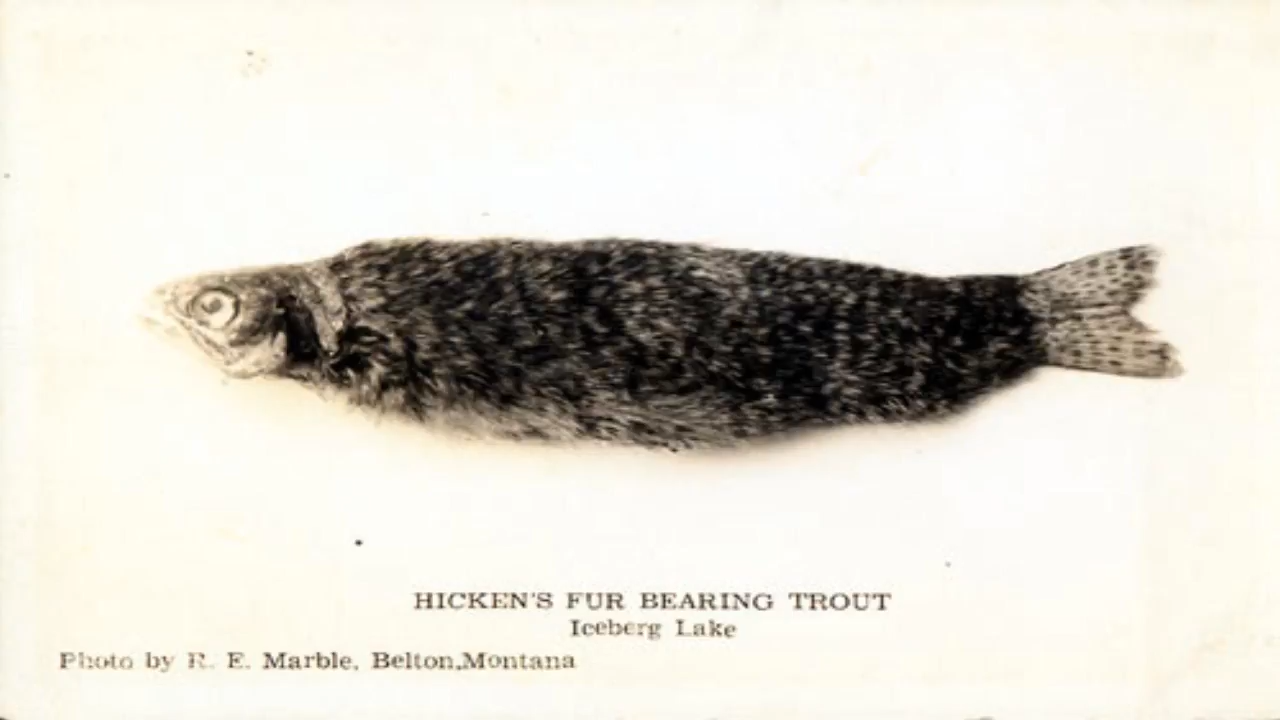 HICKEN'S FUR BEARING TROUT
Iceberg Lake
Photo by R. E. Marble, Belton,Montana